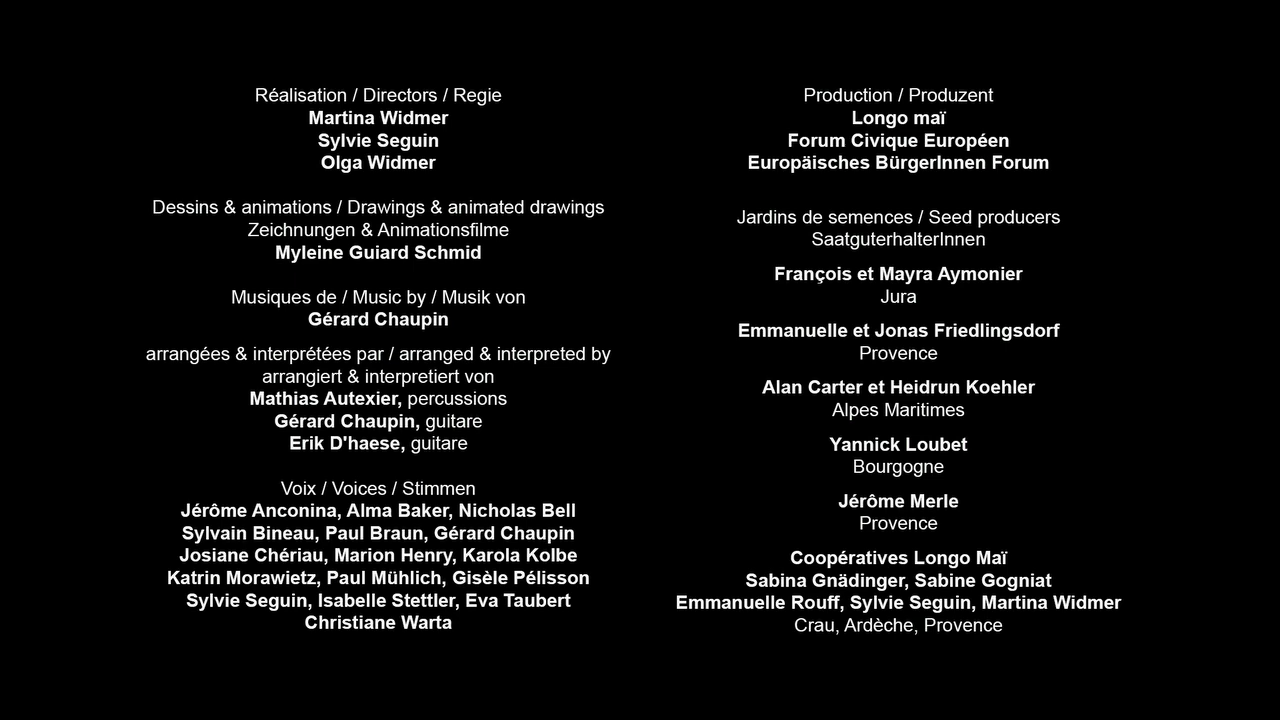 Réalisation / Directors / Regie
Martina Widmer
Sylvie Seguin
Olga Widmer
Dessins & animations / Drawings & animated drawings
Zeichnungen & Animationsfilme
Myleine Guiard Schmid
Musiques de / Music by / Musik von
Gérard Chaupin
arrangées & interprétées par / arranged & interpreted by
arrangiert & interpretiert von
Mathias Autexier, percussions
Gérard Chaupin, guitare
Erik D'haese, guitare
Voix / Voices / Stimmen
Jérôme Anconina, Alma Baker, Nicholas Bell
Sylvain Bineau, Paul Braun, Gérard Chaupin
Josiane Chériau, Marion Henry, Karola Kolbe
Katrin Morawietz, Paul Mühlich, Gisèle Pélisson
Sylvie Seguin, Isabelle Stettler, Eva Taubert
Christiane Warta
Production / Produzent
Longo maï
Forum Civique Européen
Europäisches BürgerInnen Forum
Jardins de semences / Seed producers
SaatguterhalterInnen
François et Mayra Aymonier
Jura
Emmanuelle et Jonas Friedlingsdorf
Provence
Alan Carter et Heidrun Koehler
Alpes Maritimes
Yannick Loubet
Bourgogne
Jérôme Merle
Provence
Coopératives Longo Maï
Sabina Gnädinger, Sabine Gogniat
Emmanuelle Rouff, Sylvie Seguin, Martina Widmer
Crau, Ardèche, Provence